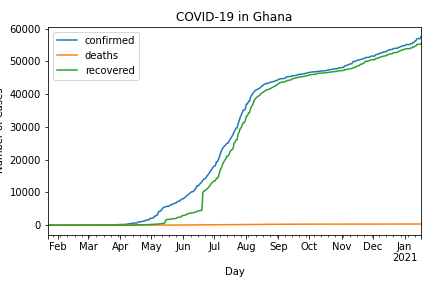 COVID-19 in Ghana
confirmed
deaths
recovered
60000
50000
40000
30000
20000
10000
0
Feb Mar Apr May Jun Jul Aug Sep Oct Nov Dec Jan
2021
Day